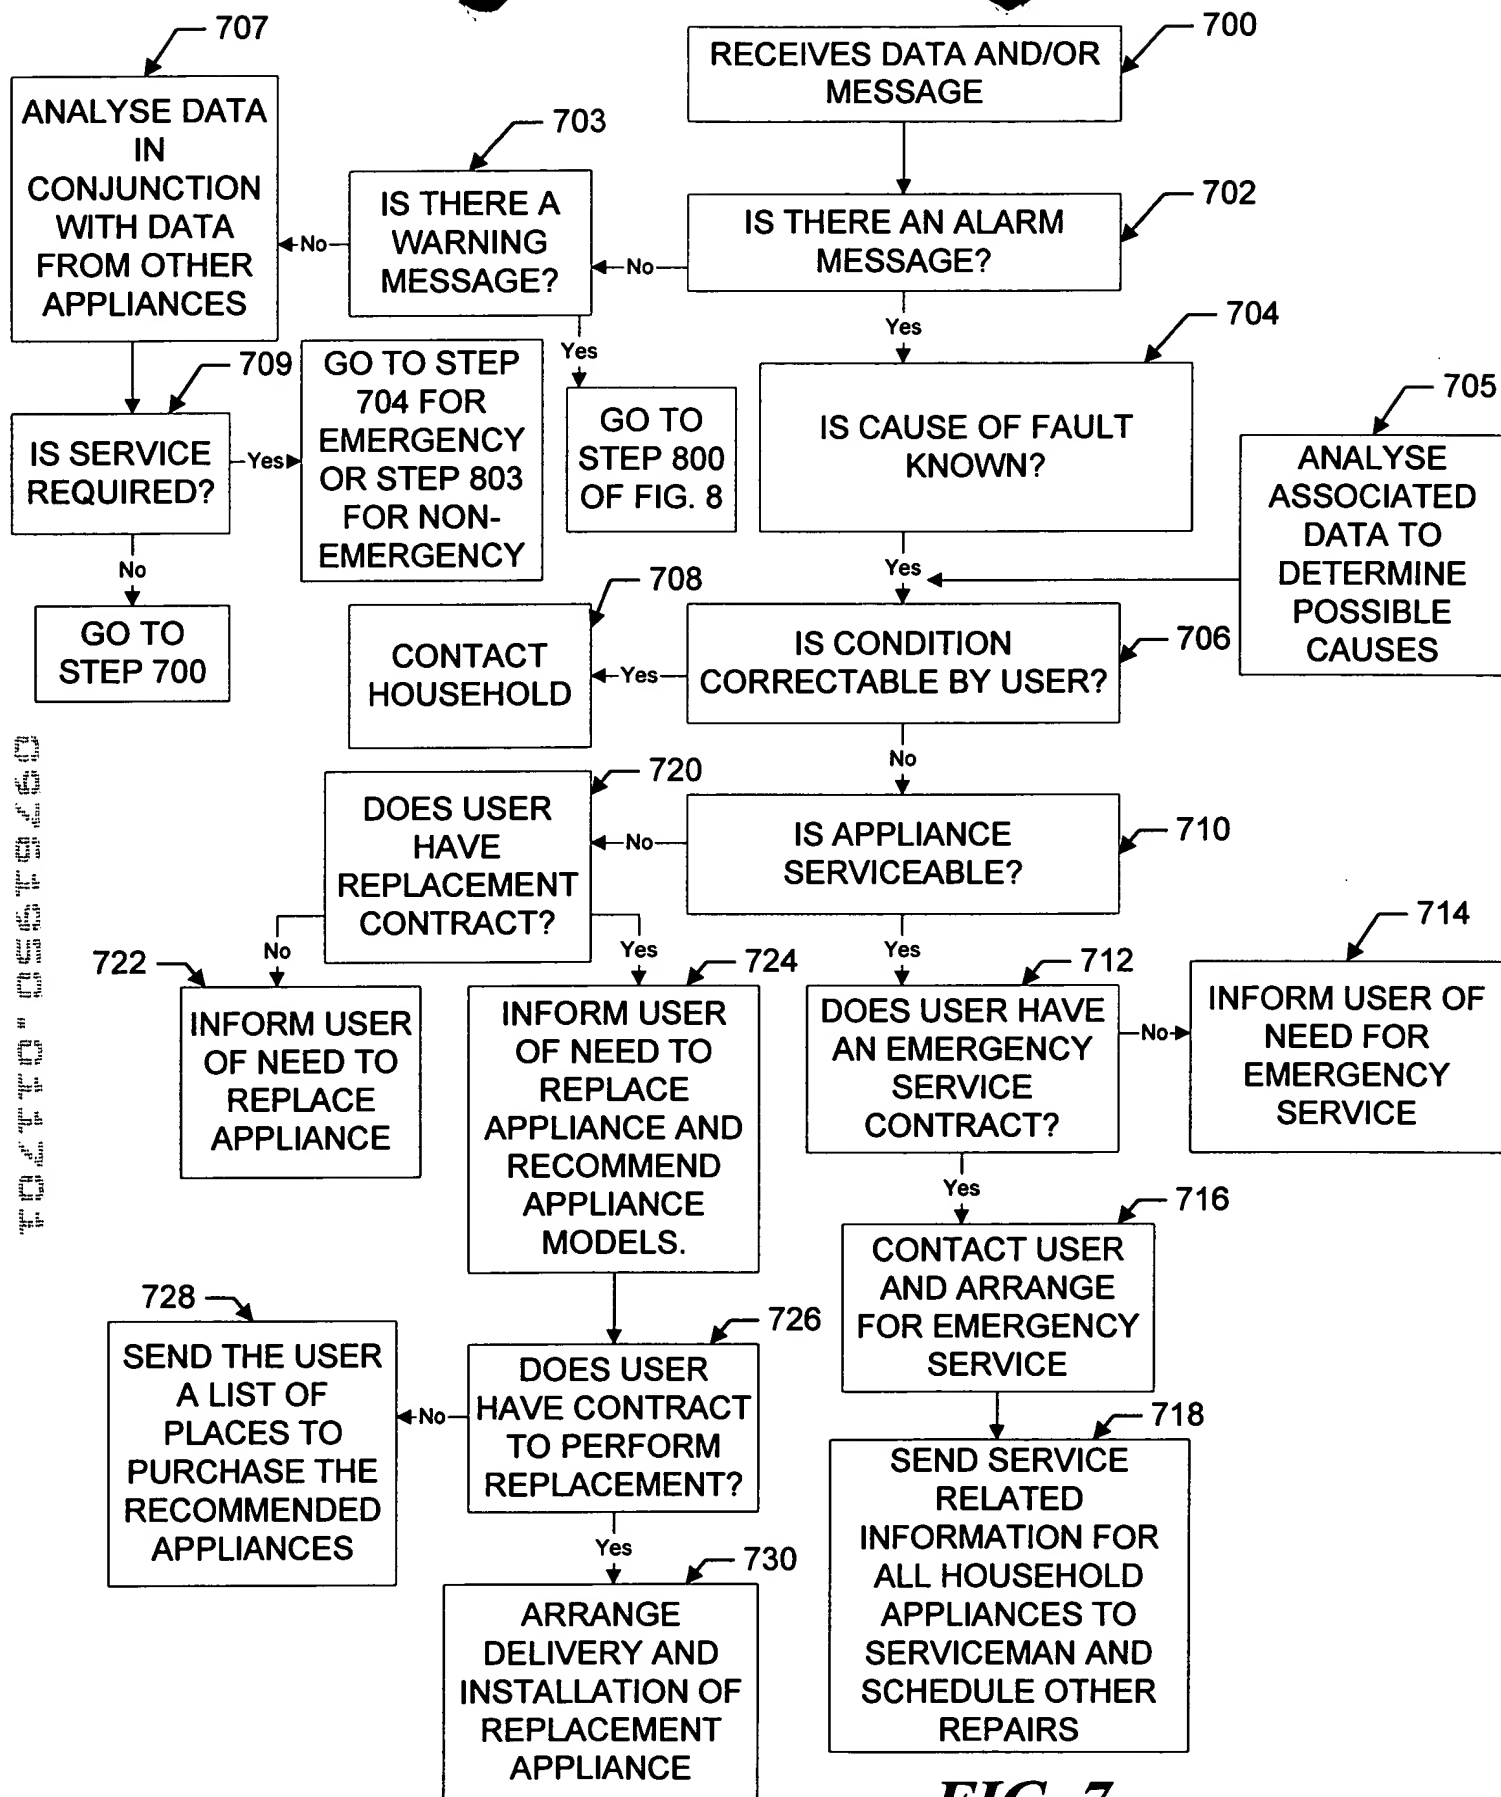 707
700
RECEIVES DATA AND/OR
MESSAGE
ANALYSE DATA
IN
CONJUNCTION
WITH DATA
FROM OTHER
APPLIANCES
703
IS THERE A
WARNING
MESSAGE?
No
702
IS THERE AN ALARM
MESSAGE?
No
Yes
Yes
704
IS CAUSE OF FAULT
KNOWN?
709
IS SERVICE
REQUIRED?
Yes
GO TO STEP
704 FOR
EMERGENCY
OR STEP 803
FOR NON-
EMERGENCY
GO TO
STEP 800
OF FIG. 8
705
ANALYSE
ASSOCIATED
DATA TO
DETERMINE
POSSIBLE
CAUSES
No
GO TO
STEP 700
Yes
708
CONTACT
HOUSEHOLD
Yes
706
IS CONDITION
CORRECTABLE BY USER?
No
720
DOES USER
HAVE
REPLACEMENT
CONTRACT?
No
710
IS APPLIANCE
SERVICEABLE?
No
Yes
Yes
722
INFORM USER
OF NEED TO
REPLACE
APPLIANCE
724
INFORM USER
OF NEED TO
REPLACE
APPLIANCE AND
RECOMMEND
APPLIANCE
MODELS.
712
DOES USER HAVE
AN EMERGENCY
SERVICE
CONTRACT?
No
714
INFORM USER OF
NEED FOR
EMERGENCY
SERVICE
Yes
716
CONTACT USER
AND ARRANGE
FOR EMERGENCY
SERVICE
728
SEND THE USER
A LIST OF
PLACES TO
PURCHASE THE
RECOMMENDED
APPLIANCES
No
726
DOES USER
HAVE CONTRACT
TO PERFORM
REPLACEMENT?
718
SEND SERVICE
RELATED
INFORMATION FOR
ALL HOUSEHOLD
APPLIANCES TO
SERVICEMAN AND
SCHEDULE OTHER
REPAIRS
Yes
730
ARRANGE
DELIVERY AND
INSTALLATION OF
REPLACEMENT
APPLIANCE
FIG. 7